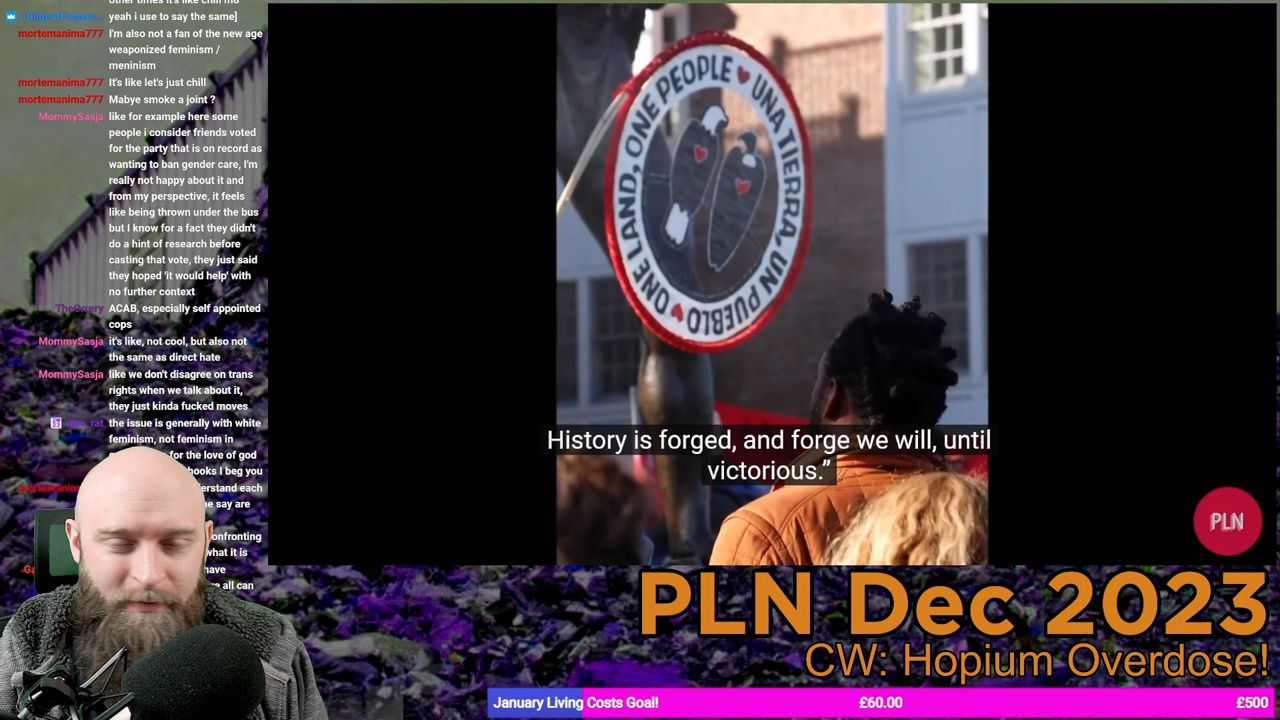 yeah i use to say the same]
mortemanima777 I'm also not a fan of the new age
weaponized feminism /
meninism
mortemanima777 It's like let's just chill
mortemanima777 Mabye smoke a joint ?
MommySasja like for example here some
people i consider friends voted
for the party that is on record as
wanting to ban gender care, I'm
really not happy about it and
from my perspective, it feels
like being thrown under the bus
but I know for a fact they didn't
do a hint of research before
casting that vote, they just said
they hoped 'it would help' with
no further context
ACAB, especially self appointed
cops
MommySasja it's like, not cool, but also not
the same as direct hate
MommySasja like we don't disagree on trans
rights when we talk about it,
they just kinda fucked moves
the issue is generally with white
feminism, not feminism in
for the love of god
hooks I beg you
each
say are
what it is
have
all can
ONE LAND, ONE PEOPLE ♥ UNA TIERRA, UN PUEBLO ♥
History is forged, and forge we will, until
victorious.”
PLN
PLN Dec 2023
CW: Hopium Overdose!
January Living Costs Goal! £60.00 £500